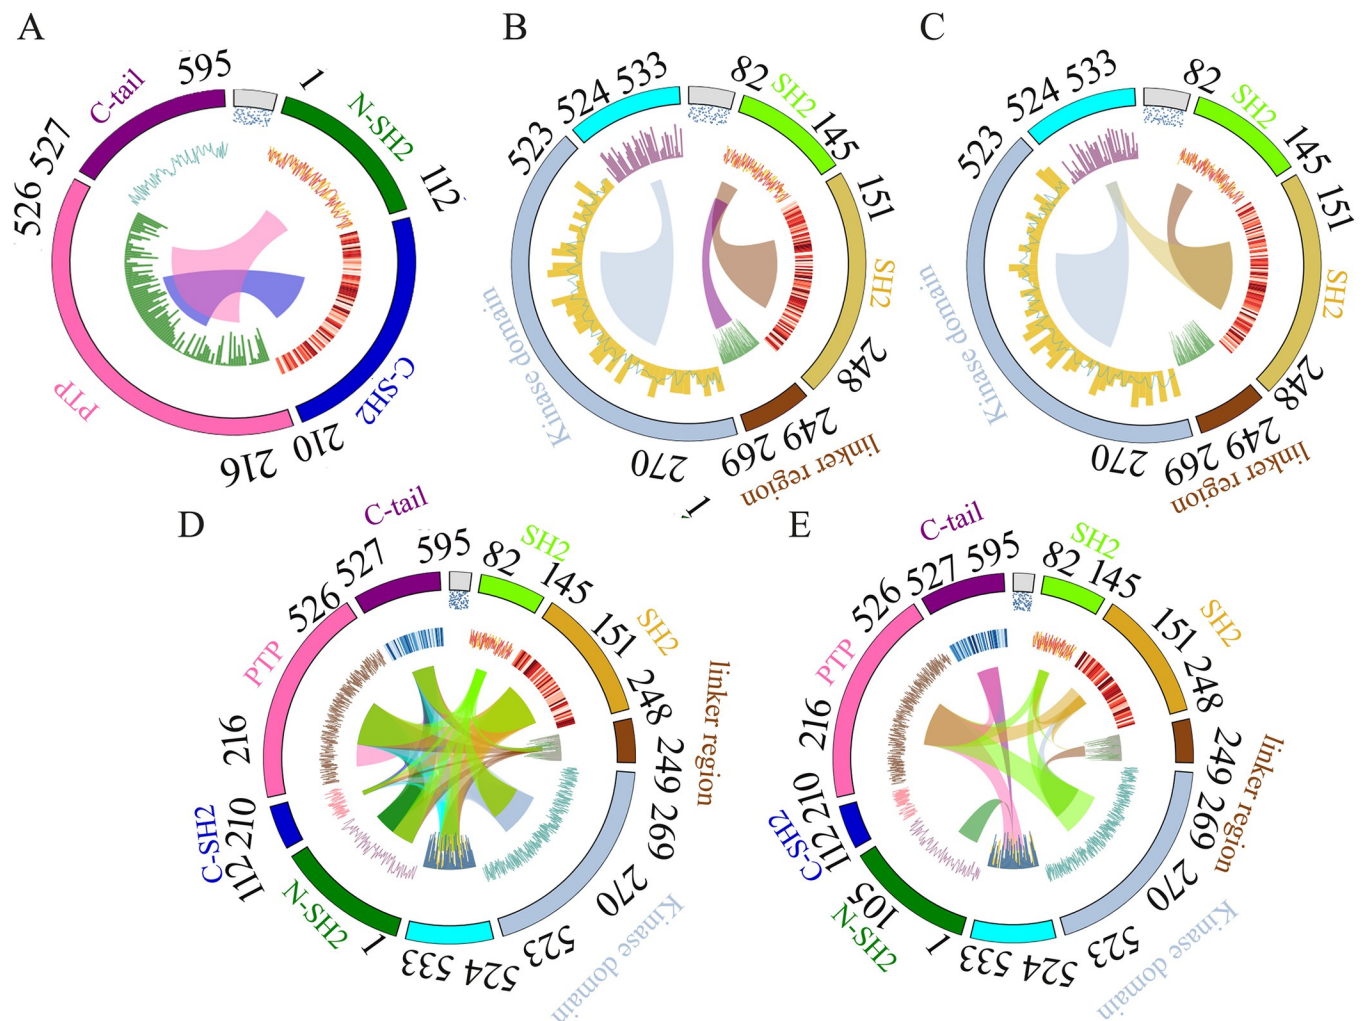 A
595
1
C-tail
N-SH2
527
526
112
PTP
C-SH2
216
210
B
524
533
82
SH2
145
523
151
SH2
Kinase domain
248
249
269
270
linker region
C
524
533
82
SH2
145
523
151
SH2
Kinase domain
248
249
269
270
linker region
1
D
C-tail
527
595
82
SH2
145
526
151
SH2
PTP
248
linker region
216
249
210
112
C-SH2
269
N-SH2
270
1
533
524
523
Kinase domain
E
C-tail
527
595
82
SH2
145
526
151
SH2
PTP
248
216
249
linker region
210
112
C-SH2
269
105
N-SH2
270
1
533
524
523
Kinase domain